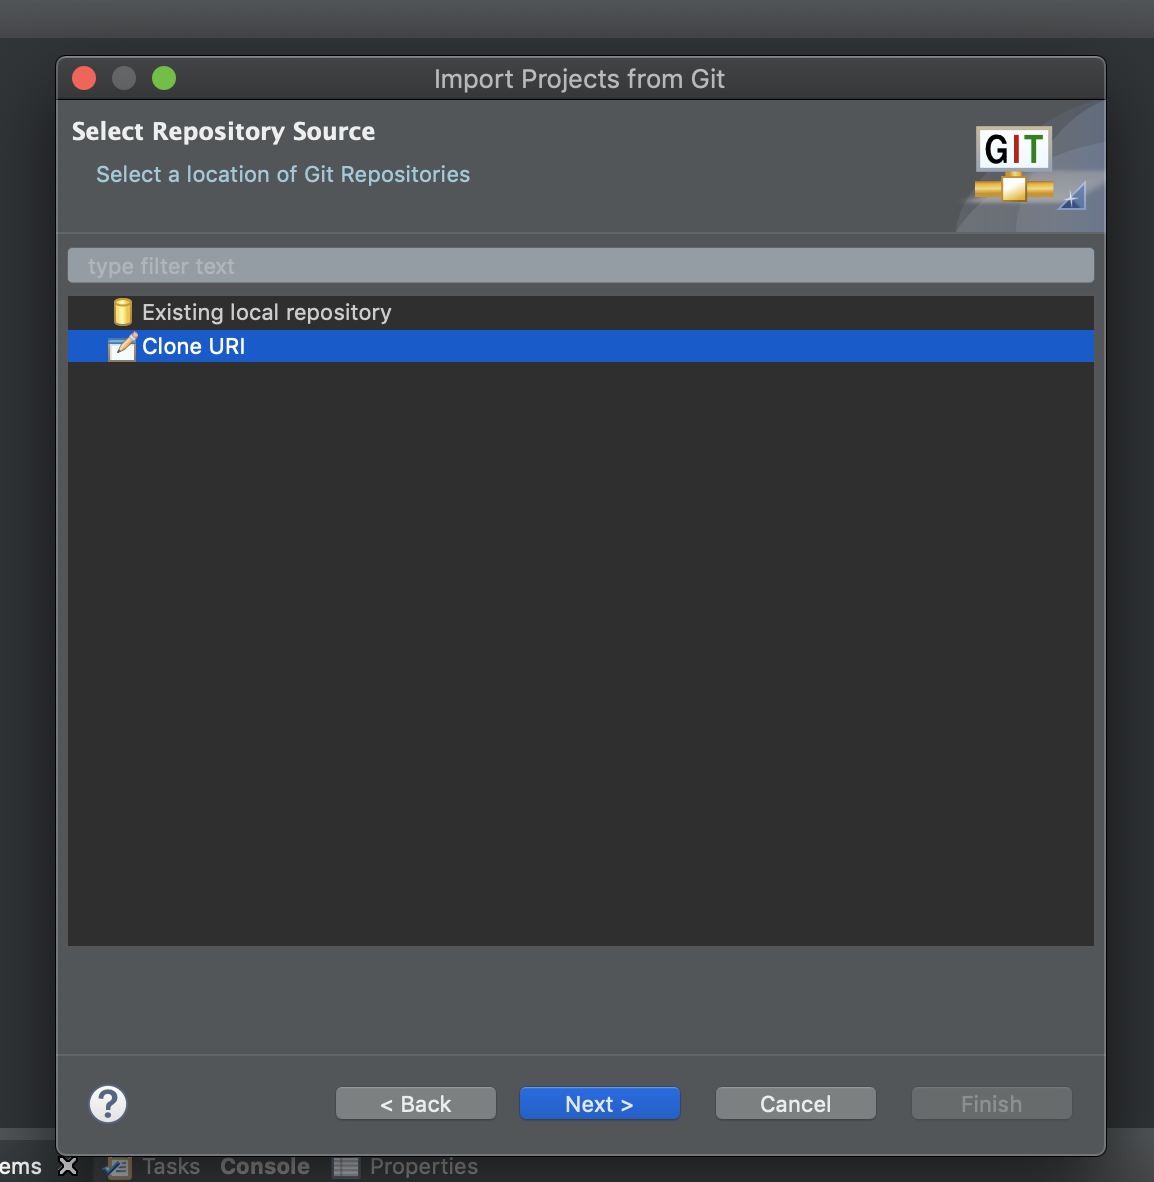 Import Projects from Git
Select Repository Source
Select a location of Git Repositories
GIT
type filter text
Existing local repository
Clone URI
?
< Back
Next >
Cancel
Finish
ems
Tasks
Console
Properties